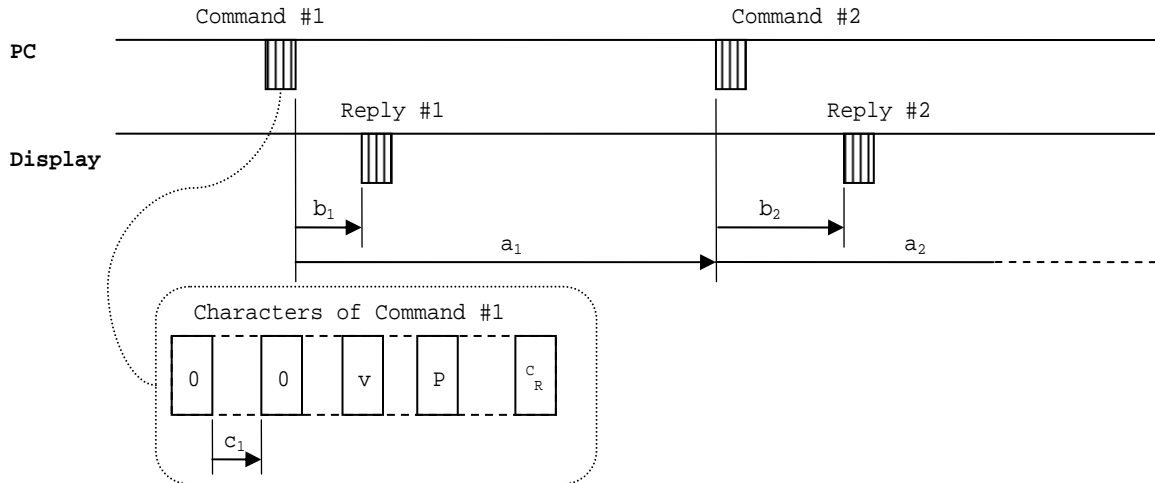 Command #1 Command #2
PC
Reply #1 Reply #2
Display
b₁ b₂
a₁ a₂
Characters of Command #1
0 0 v P C R
c₁